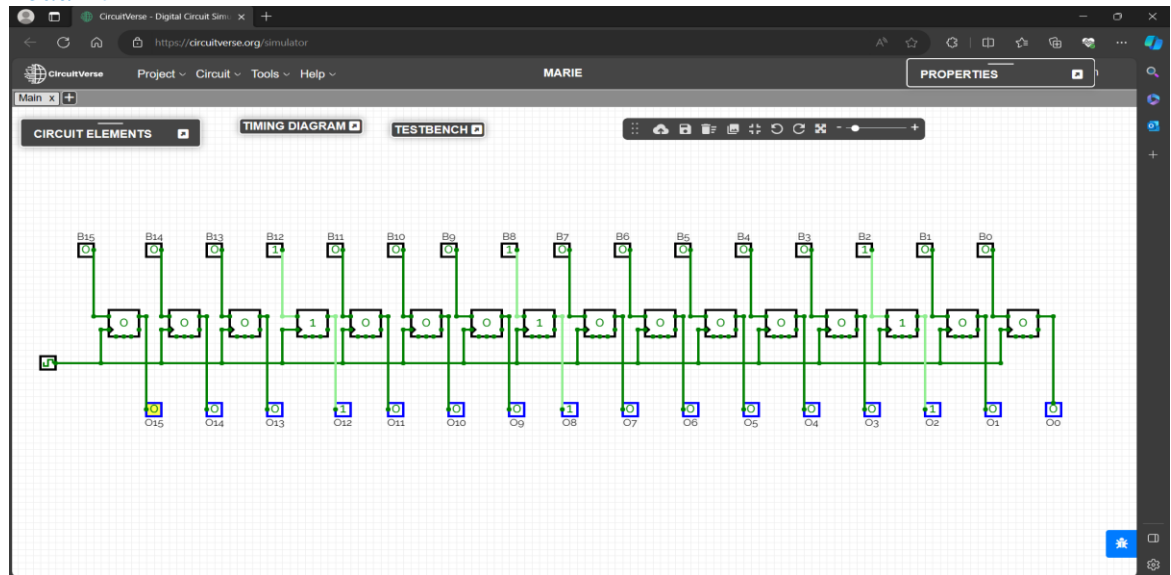 CircuitVerse - Digital Circuit Simu
https://circuitverse.org/simulator
CircuitVerse Project Circuit Tools Help MARIE
PROPERTIES
Main x
CIRCUIT ELEMENTS
TIMING DIAGRAM
TESTBENCH
B15 B14 B13 B12 B11 B10 B9 B8 B7 B6 B5 B4 B3 B2 B1 B0
0 0 0 1 0 0 0 1 0 0 0 0 0 1 0 0
0 0 0 1 0 0 0 1 0 0 0 0 0 1 0 0
0 0 0 1 0 0 0 1 0 0 0 0 0 1 0 0
O15 O14 O13 O12 O11 O10 O9 O8 O7 O6 O5 O4 O3 O2 O1 O0